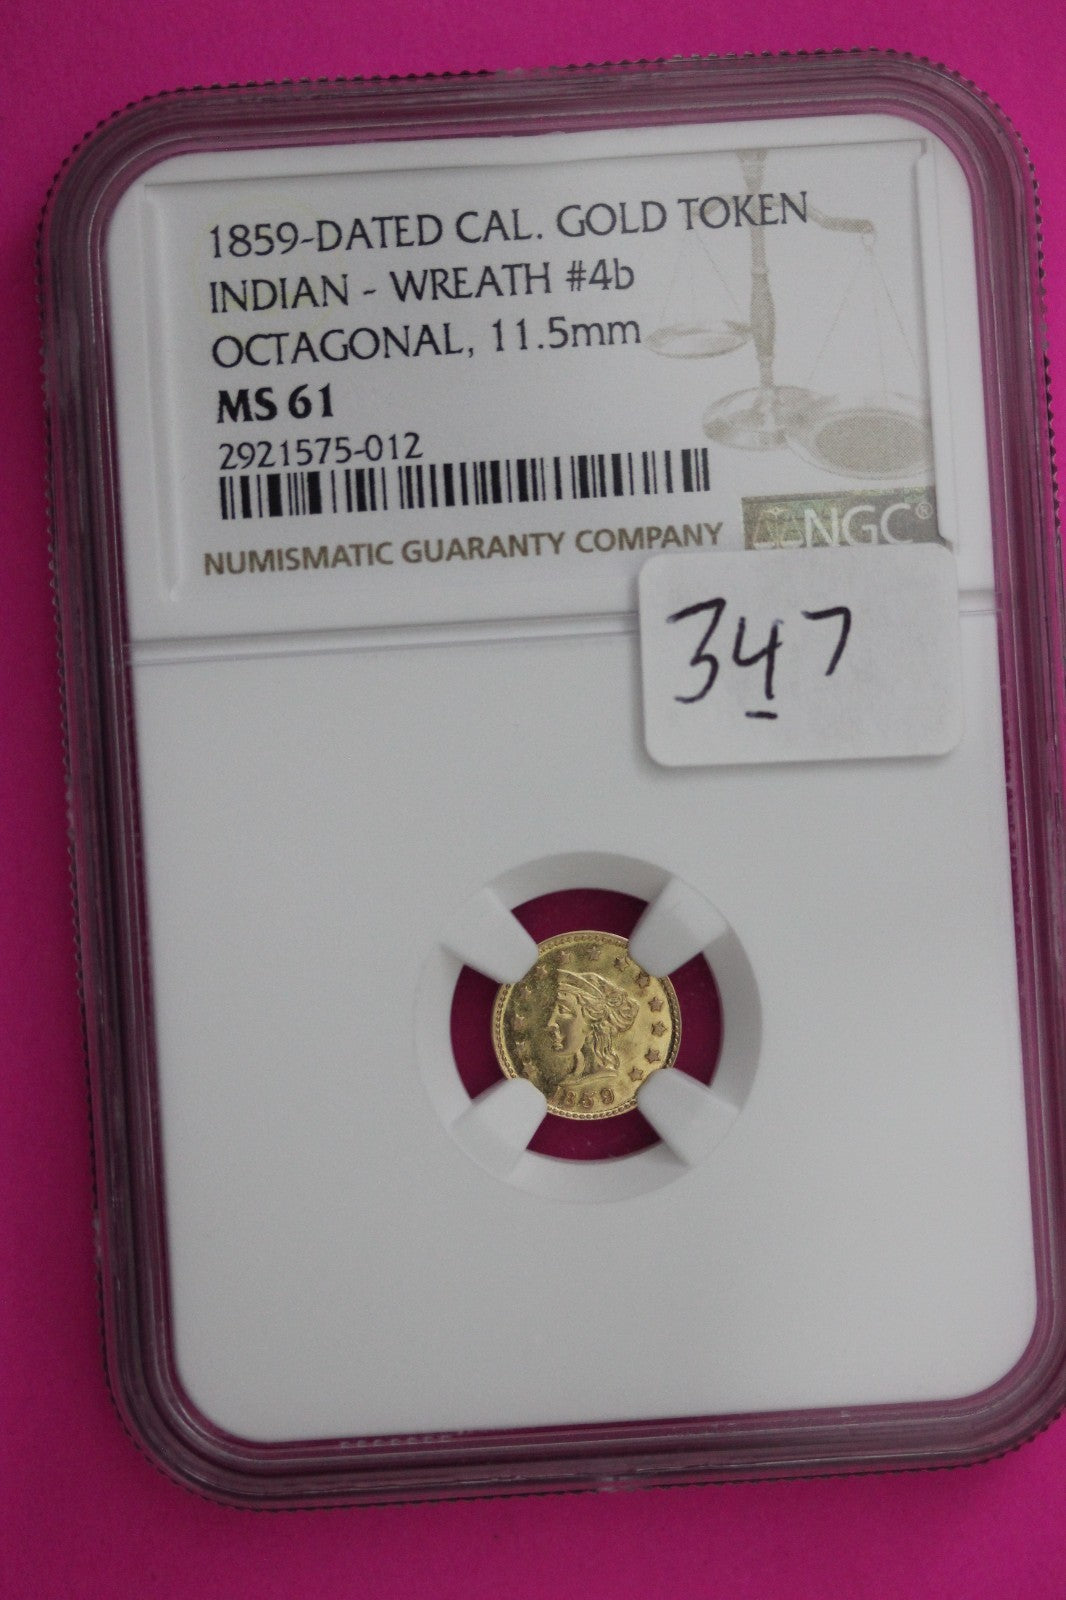 1859-DATED CAL. GOLD TOKEN
INDIAN - WREATH #4b
OCTAGONAL, 11.5mm
MS 61
2921575-012
NUMISMATIC GUARANTY COMPANY
NGC®
347
1859